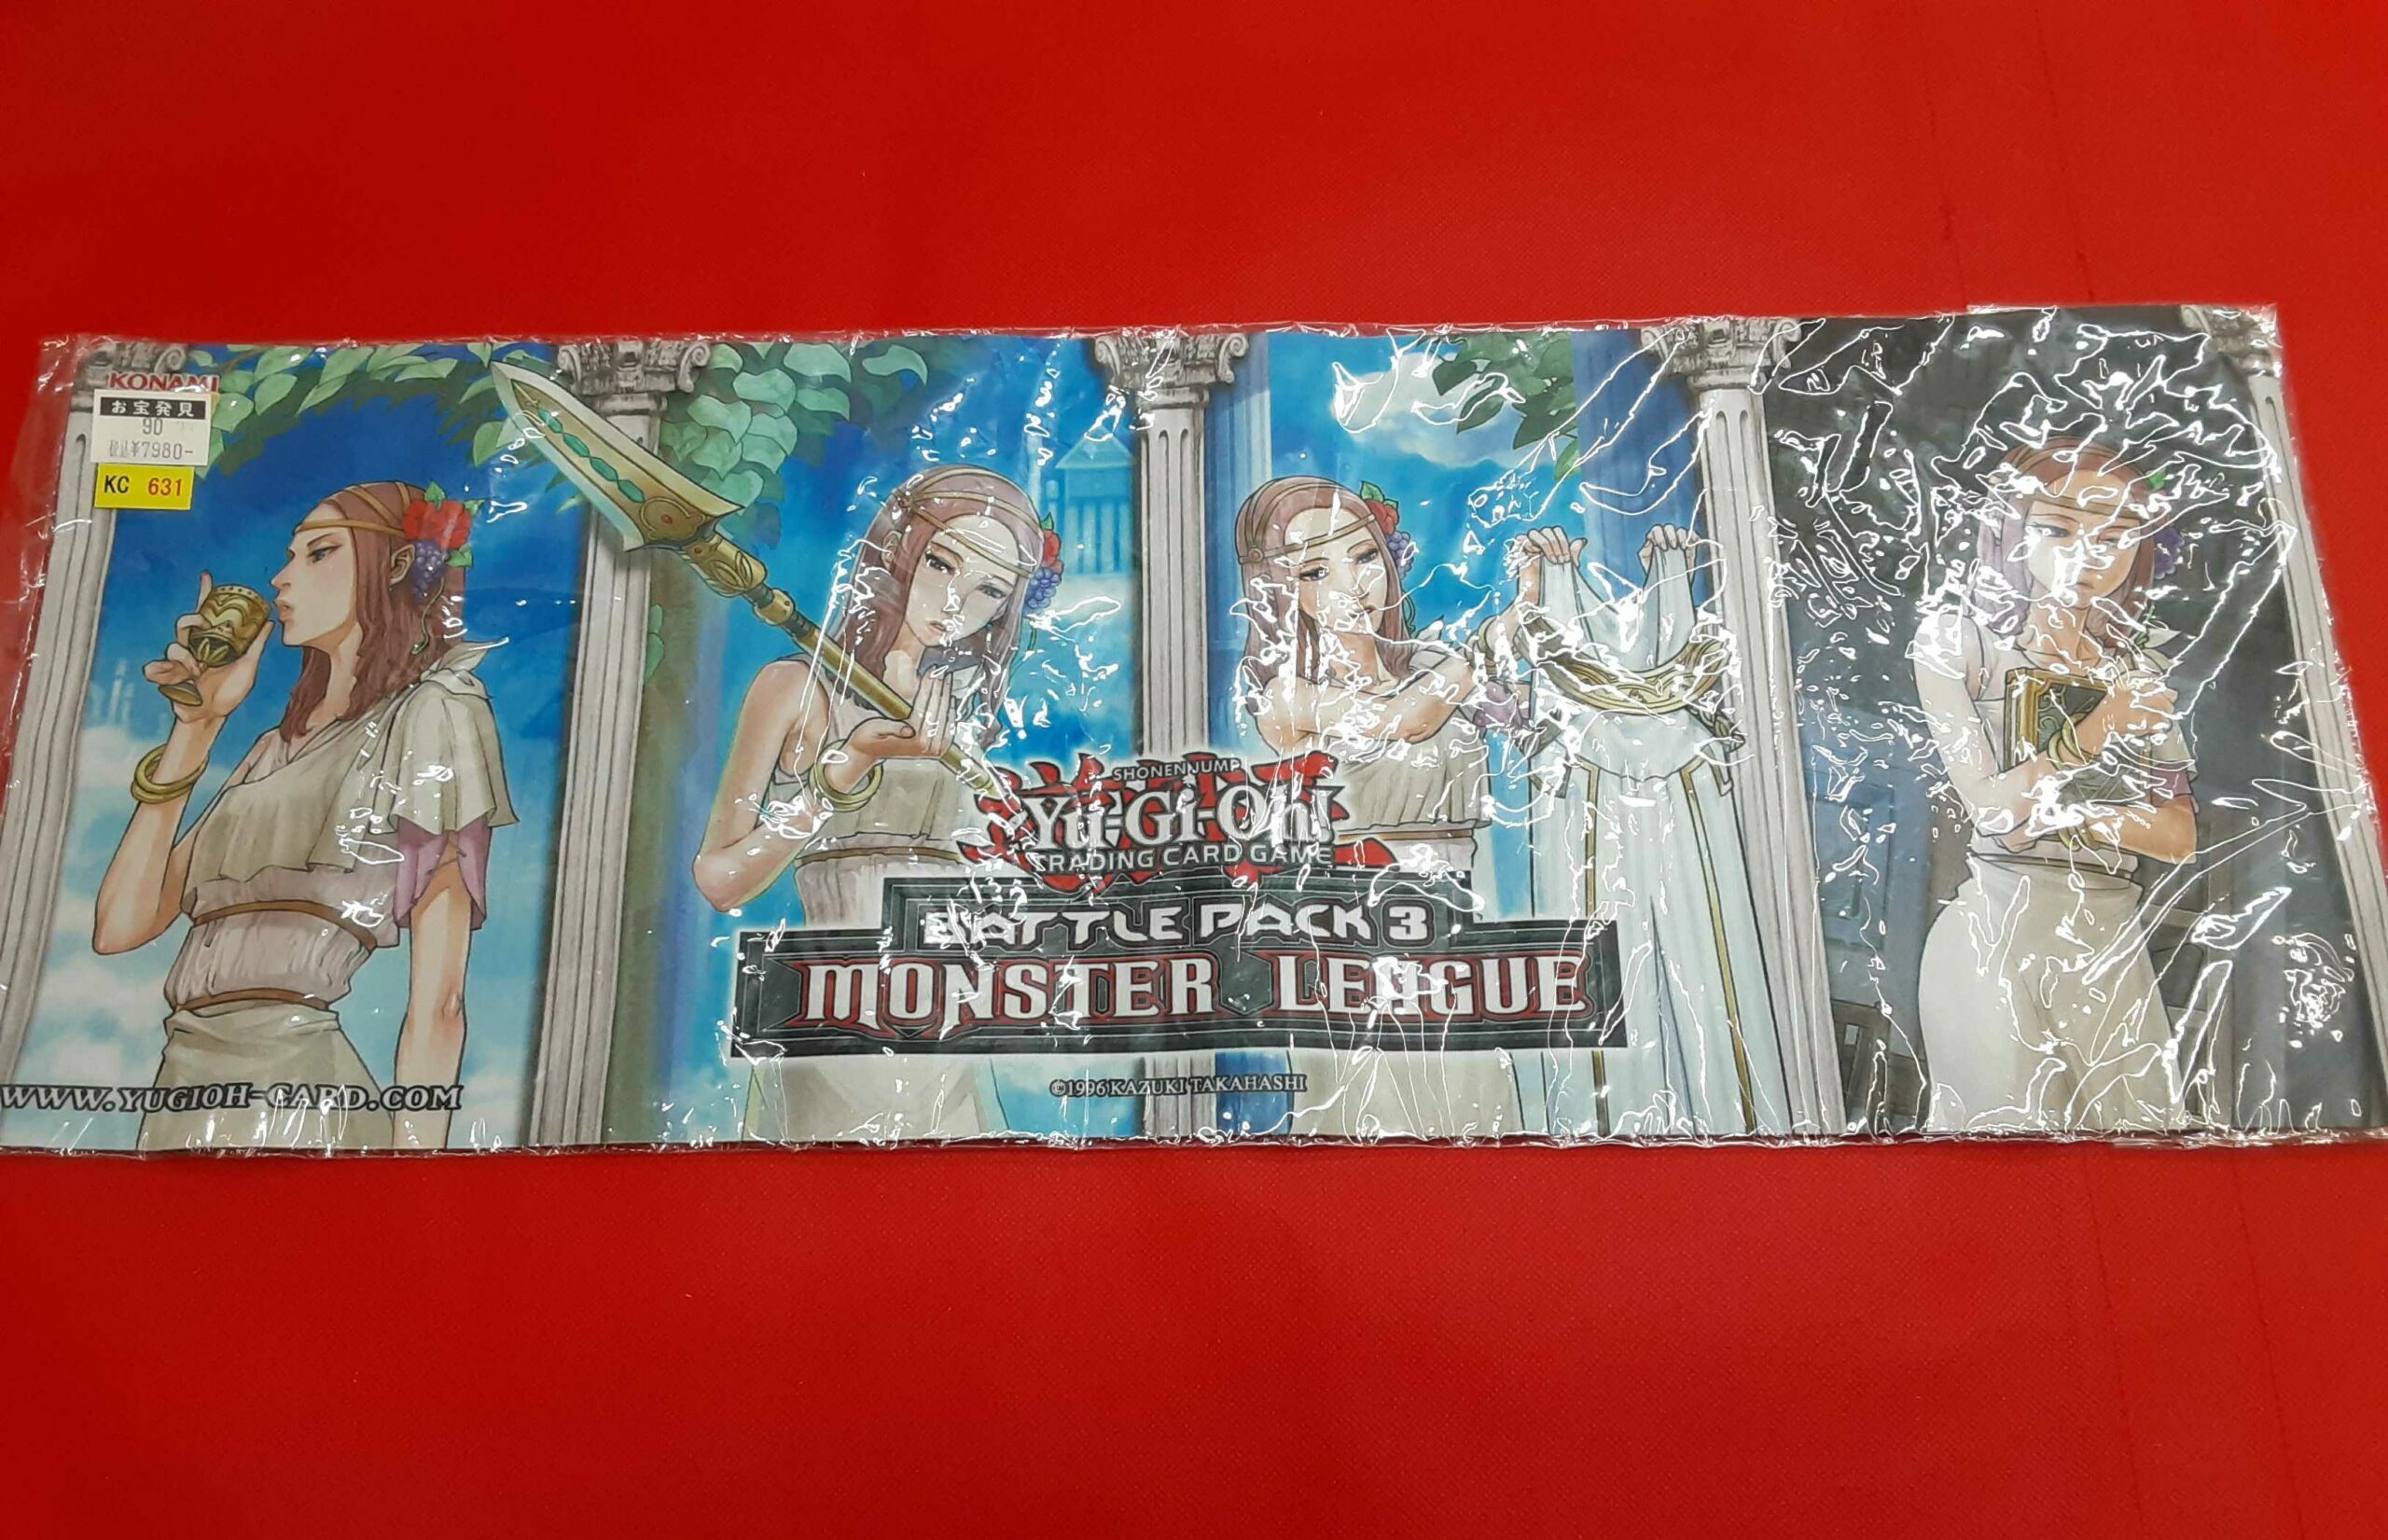 KONAMI
お宝発見
90
税込¥7980-
KC 631
SHONEN JUMP
Yu-Gi-Oh!
TRADING CARD GAME
BATTLE PACK 3
MONSTER LEAGUE
WWW.YUGIOH-CARD.COM
©1996 KAZUKI TAKAHASHI